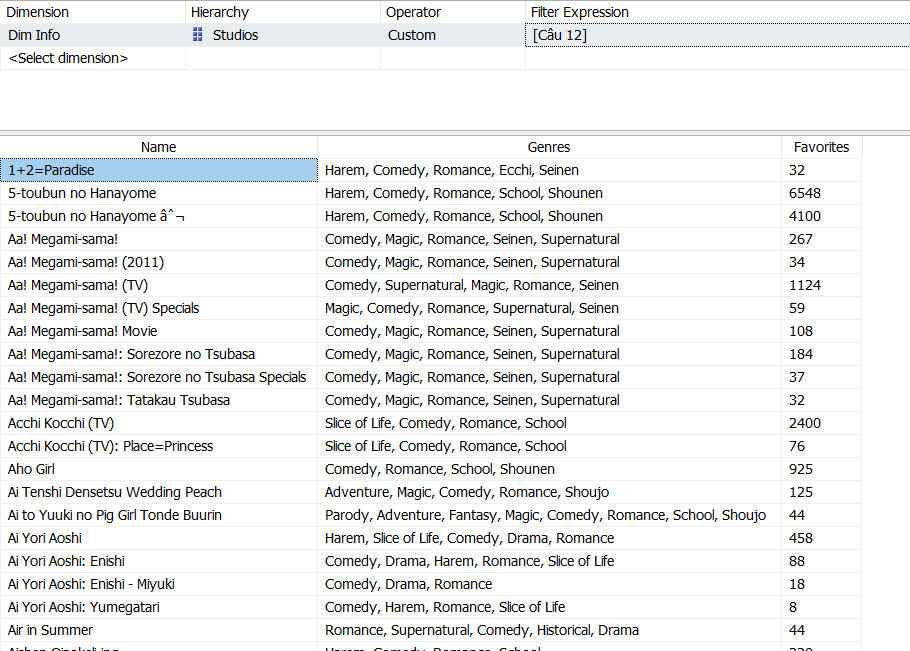 Dimension Hierarchy Operator Filter Expression
Dim Info Studios Custom [Câu 12]
<Select dimension>
Name Genres Favorites
1+2=Paradise Harem, Comedy, Romance, Ecchi, Seinen 32
5-toubun no Hanayome Harem, Comedy, Romance, School, Shounen 6548
5-toubun no Hanayome âˆ¬ Harem, Comedy, Romance, School, Shounen 4100
Aa! Megami-sama! Comedy, Magic, Romance, Seinen, Supernatural 267
Aa! Megami-sama! (2011) Comedy, Magic, Romance, Seinen, Supernatural 34
Aa! Megami-sama! (TV) Comedy, Supernatural, Magic, Romance, Seinen 1124
Aa! Megami-sama! (TV) Specials Magic, Comedy, Romance, Supernatural, Seinen 59
Aa! Megami-sama! Movie Comedy, Magic, Romance, Seinen, Supernatural 108
Aa! Megami-sama!: Sorezore no Tsubasa Comedy, Magic, Romance, Seinen, Supernatural 184
Aa! Megami-sama!: Sorezore no Tsubasa Specials Comedy, Magic, Romance, Seinen, Supernatural 37
Aa! Megami-sama!: Tatakau Tsubasa Comedy, Magic, Romance, Seinen, Supernatural 32
Acchi Kocchi (TV) Slice of Life, Comedy, Romance, School 2400
Acchi Kocchi (TV): Place=Princess Slice of Life, Comedy, Romance, School 76
Aho Girl Comedy, Romance, School, Shounen 925
Ai Tenshi Densetsu Wedding Peach Adventure, Magic, Comedy, Romance, Shoujo 125
Ai to Yuuki no Pig Girl Tonde Buurin Parody, Adventure, Fantasy, Magic, Comedy, Romance, School, Shoujo 44
Ai Yori Aoshi Harem, Slice of Life, Comedy, Drama, Romance 458
Ai Yori Aoshi: Enishi Comedy, Drama, Harem, Romance, Slice of Life 88
Ai Yori Aoshi: Enishi - Miyuki Comedy, Drama, Romance 18
Ai Yori Aoshi: Yumegatari Comedy, Harem, Romance, Slice of Life 8
Air in Summer Romance, Supernatural, Comedy, Historical, Drama 44